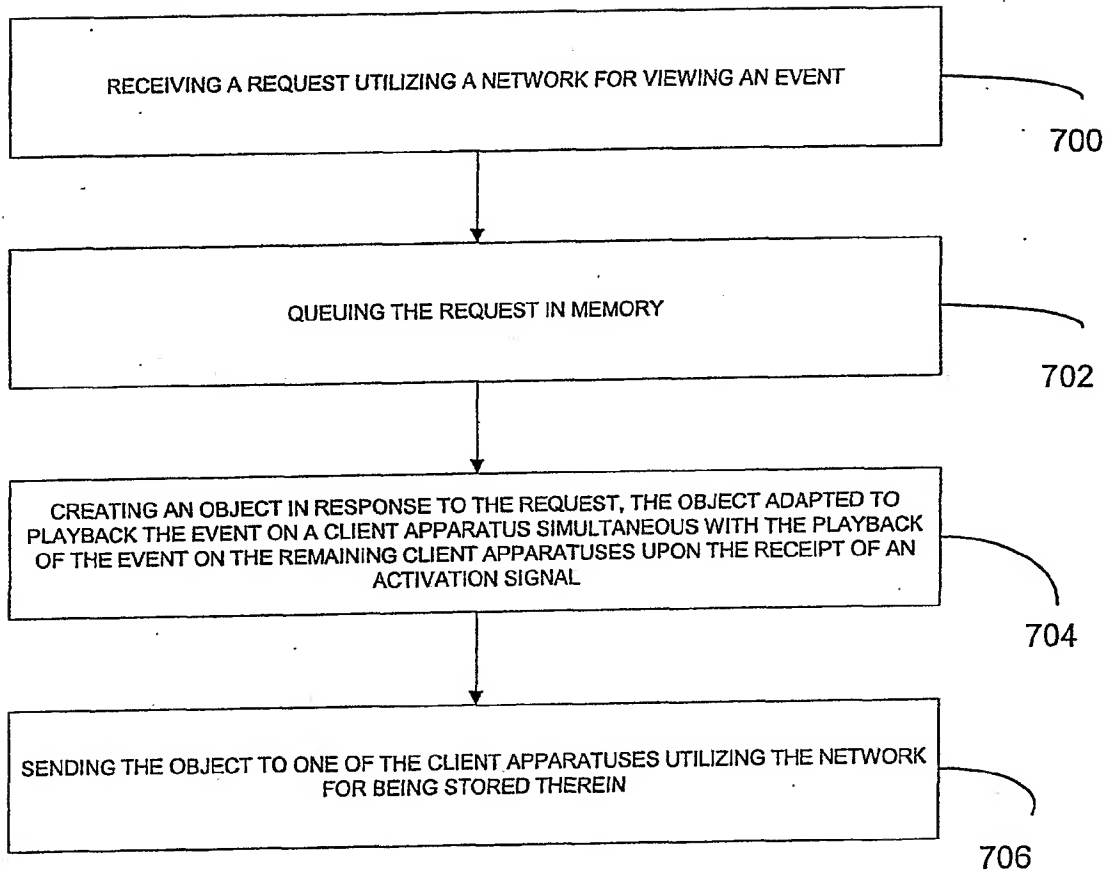 RECEIVING A REQUEST UTILIZING A NETWORK FOR VIEWING AN EVENT
700
QUEUING THE REQUEST IN MEMORY
702
CREATING AN OBJECT IN RESPONSE TO THE REQUEST, THE OBJECT ADAPTED TO
PLAYBACK THE EVENT ON A CLIENT APPARATUS SIMULTANEOUS WITH THE PLAYBACK
OF THE EVENT ON THE REMAINING CLIENT APPARATUSES UPON THE RECEIPT OF AN
ACTIVATION SIGNAL
704
SENDING THE OBJECT TO ONE OF THE CLIENT APPARATUSES UTILIZING THE NETWORK
FOR BEING STORED THEREIN
706